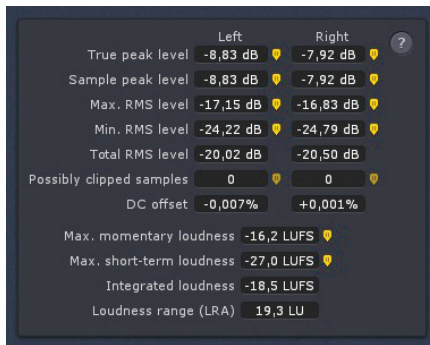 Left Right
True peak level -8,83 dB -7,92 dB
?
Sample peak level -8,83 dB -7,92 dB
Max. RMS level -17,15 dB -16,83 dB
Min. RMS level -24,22 dB -24,79 dB
Total RMS level -20,02 dB -20,50 dB
Possibly clipped samples 0 0
DC offset -0,007% +0,001%
Max. momentary loudness -16,2 LUFS
Max. short-term loudness -27,0 LUFS
Integrated loudness -18,5 LUFS
Loudness range (LRA) 19,3 LU